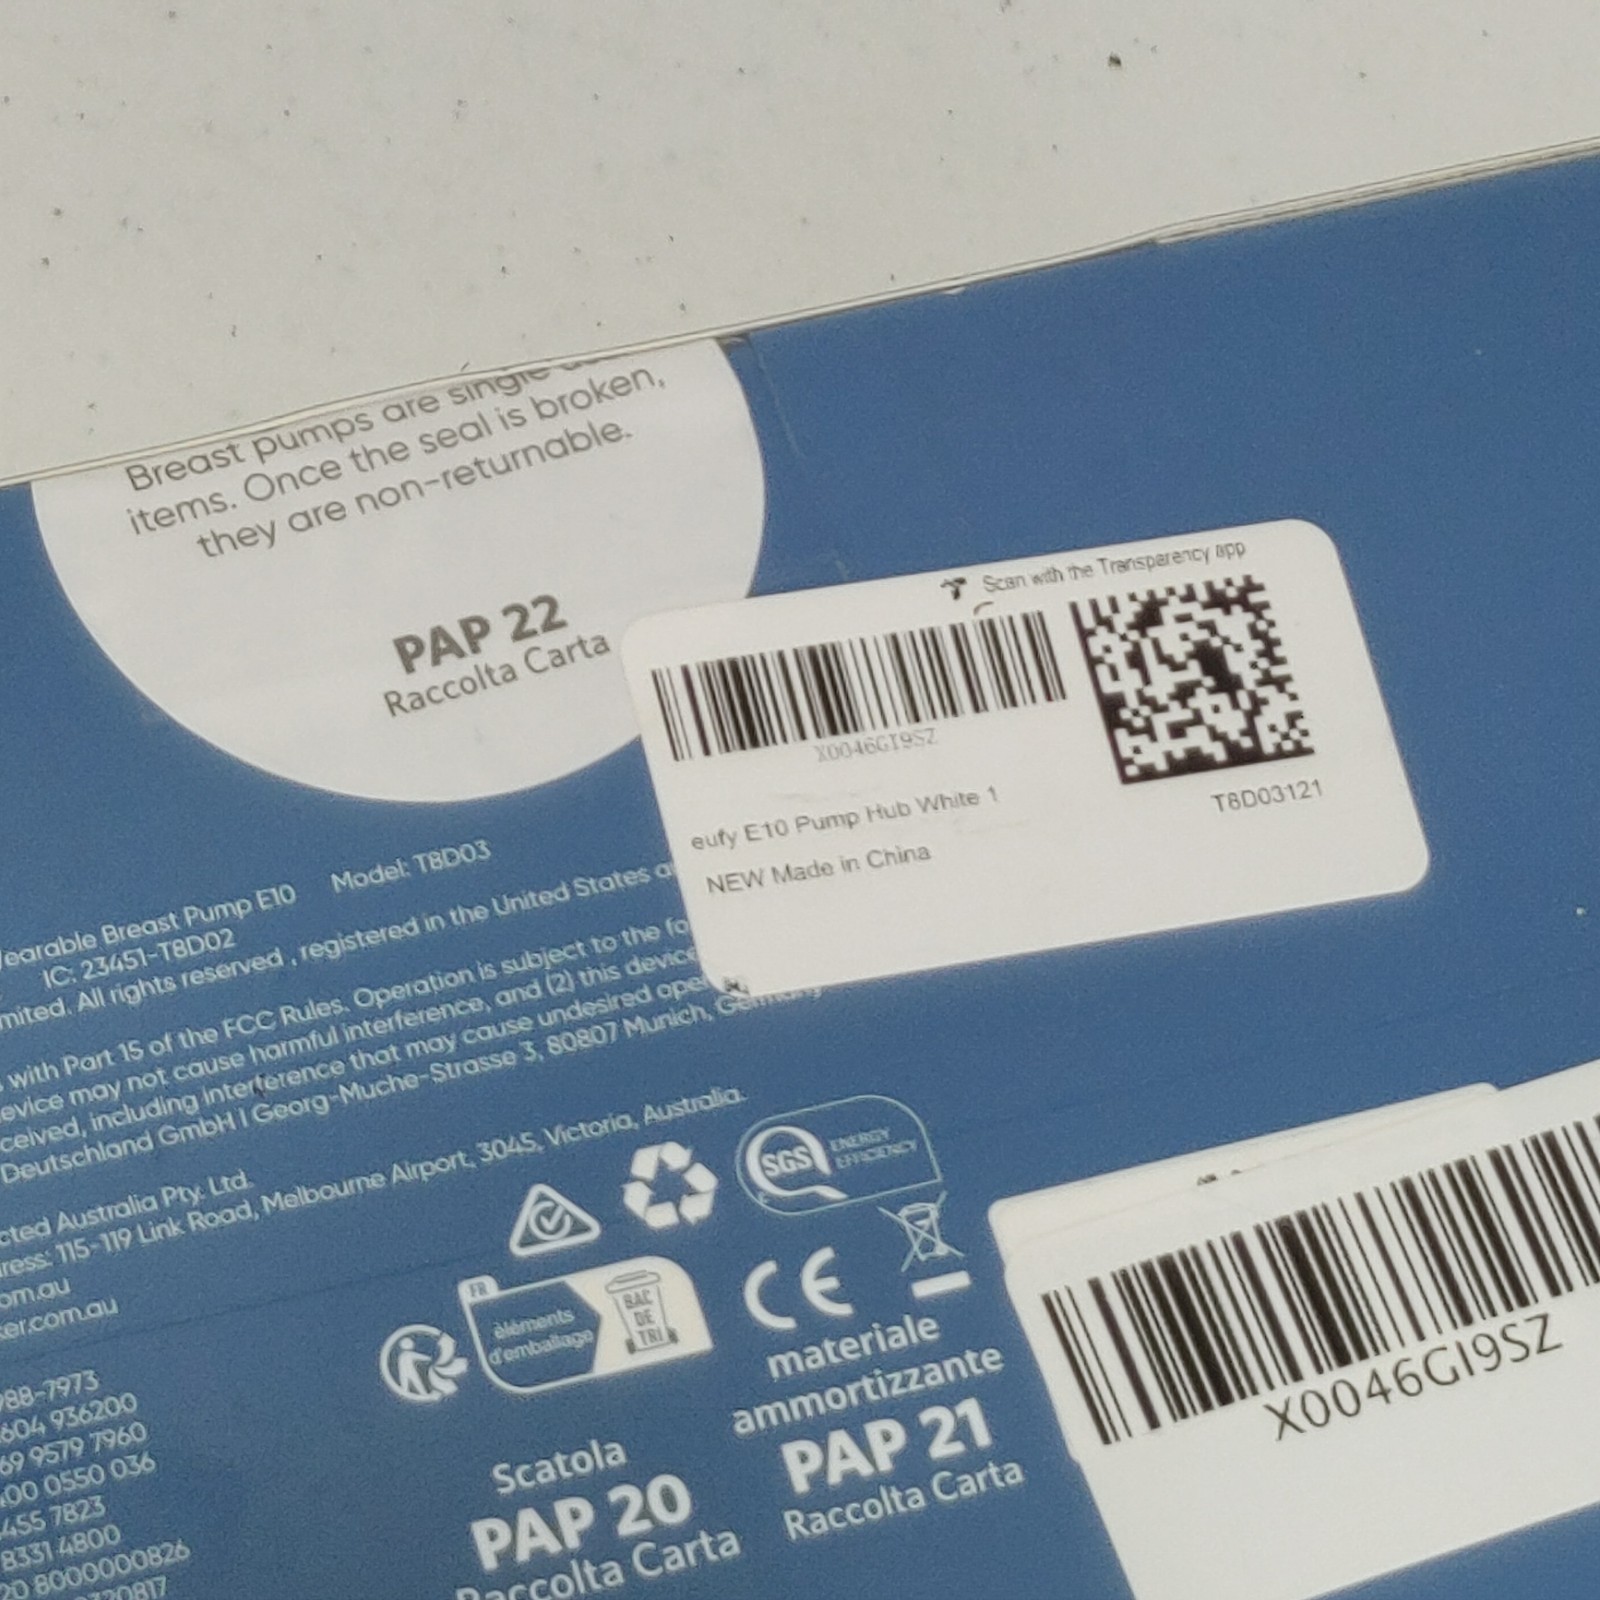 Breast pumps are single
items. Once the seal is broken,
they are non-returnable.
PAP 22
Raccolta Carta
Scan with the Transparency app
X0046GI9SZ
T8D03121
eufy E10 Pump Hub White 1
NEW Made in China
Wearable Breast Pump E10 Model: T8D03
IC: 23451-T8D02
mited. All rights reserved , registered in the United States a
with Part 15 of the FCC Rules. Operation is subject to the fo
evice may not cause harmful interference, and (2) this device
ceived, including interference that may cause undesired ope
Deutschland GmbH | Georg-Muche-Strasse 3, 80807 Munich, Germany
cted Australia Pty. Ltd.
ress: 115-119 Link Road, Melbourne Airport, 3045, Victoria, Australia.
om.au
ker.com.au
SGS ENERGY
EFFICIENCY
FR
éléments
d'emballage
BAC
DE
TRI
CE
materiale
ammortizzante
PAP 21
Raccolta Carta
Scatola
PAP 20
Raccolta Carta
988-7973
604 936200
69 9579 7960
400 0550 036
455 7823
8331 4800
20 8000000826
0320817
X0046GI9SZ